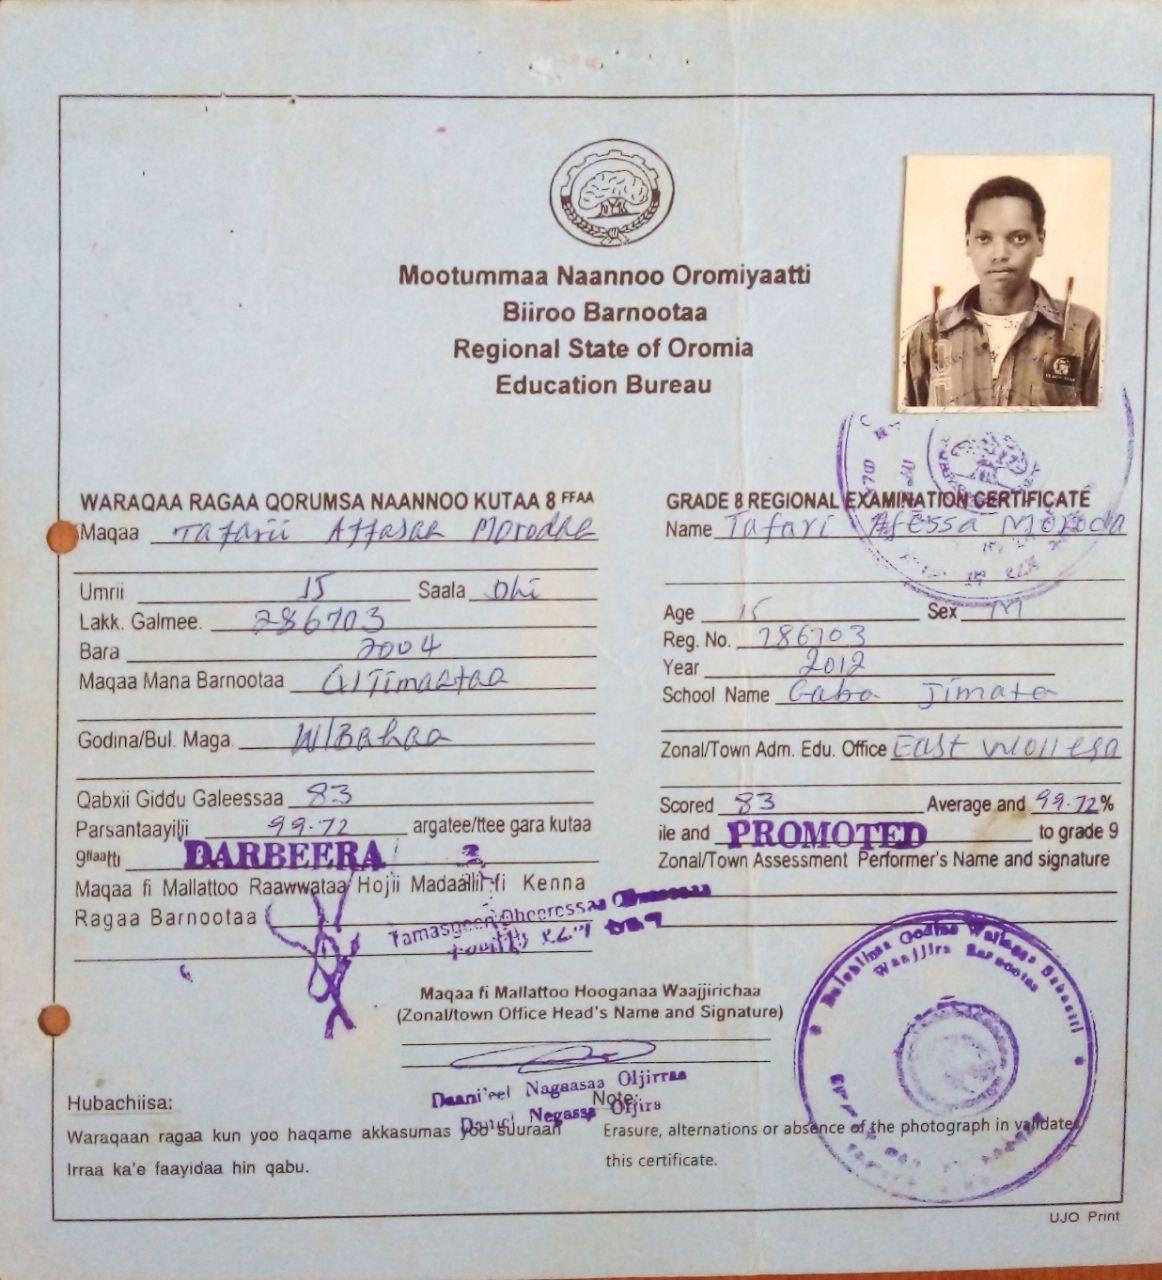 Mootummaa Naannoo Oromiyaatti
Biiroo Barnootaa
Regional State of Oromia
Education Bureau
WARAQAA RAGAA QORUMSA NAANNOO KUTAA 8 FFAA
Maqaa Tafarii Affasaa Morodaa
Umrii 15 Saala Dhi
Lakk. Galmee. 286703
Bara 2004
Maqaa Mana Barnootaa G/Jimaataa
Godina/Bul. Maga. W/Bahaa
Qabxii Giddu Galeessaa 83
Parsantaayilii 99.72 argatee/ttee gara kutaa
9ffaatti DARBEERA
Maqaa fi Mallattoo Raawwataa Hojii Madaallii fi Kenna
Ragaa Barnootaa
Tamasgeen Dheeressaa
GRADE 8 REGIONAL EXAMINATION CERTIFICATE
Name Tafari Afessa Moroda
Age 15 Sex M
Reg. No. 286703
Year 2012
School Name Gaba Jimata
Zonal/Town Adm. Edu. Office East Wollega
Scored 83 Average and 99.72%
ile and PROMOTED to grade 9
Zonal/Town Assessment Performer's Name and signature
Maqaa fi Mallattoo Hooganaa Waajjirichaa
(Zonal/town Office Head's Name and Signature)
Daani'eel Nagaasaa Oljirraa
Daniel Negassa Oljira
Godina Wallaga Bahaatti
Waajjira Barnootaa
Hubachiisa:
Waraqaan ragaa kun yoo haqame akkasumas yoo suuraan
Irraa ka'e faayidaa hin qabu.
Note:
Erasure, alternations or absence of the photograph in validates
this certificate.
UJO Print